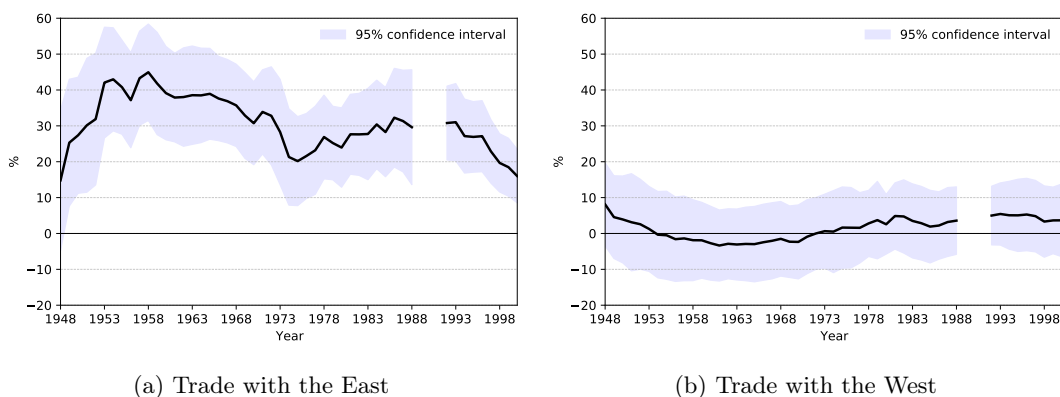 60
50
40
30
20
10
0
−10
−20
%
95% confidence interval
1948 1953 1958 1963 1968 1973 1978 1983 1988 1993 1998
Year
(a) Trade with the East
60
50
40
30
20
10
0
−10
−20
%
95% confidence interval
1948 1953 1958 1963 1968 1973 1978 1983 1988 1993 1998
Year
(b) Trade with the West